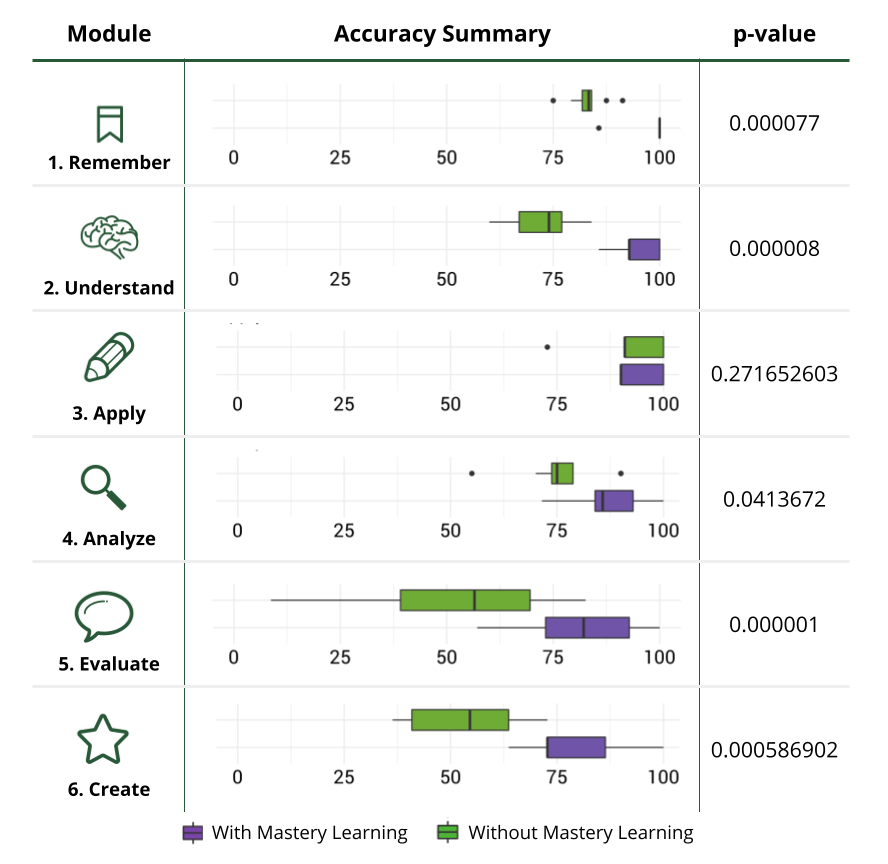 Module Accuracy Summary p-value
0.000077
1. Remember 0 25 50 75 100
0.000008
2. Understand 0 25 50 75 100
0.271652603
3. Apply 0 25 50 75 100
0.0413672
4. Analyze 0 25 50 75 100
0.000001
5. Evaluate 0 25 50 75 100
0.000586902
6. Create 0 25 50 75 100
With Mastery Learning Without Mastery Learning